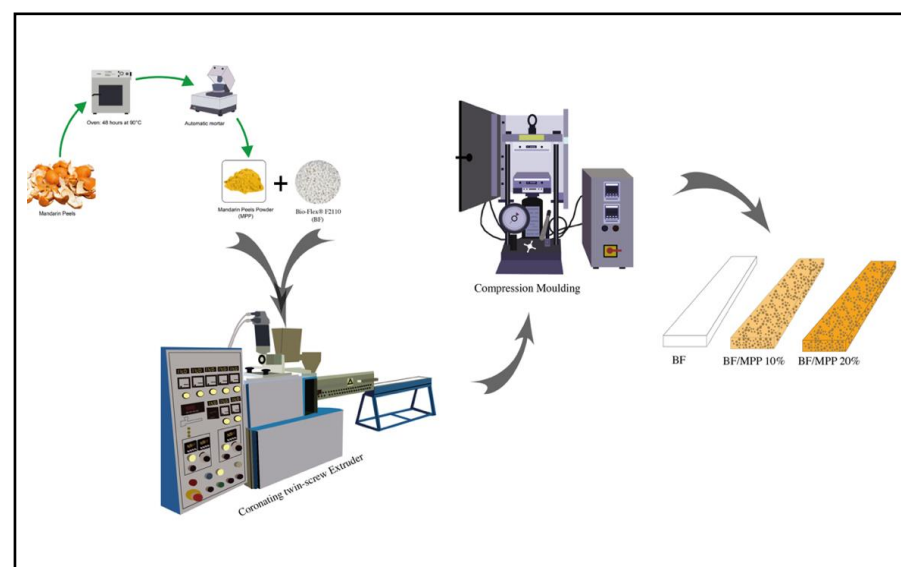 Oven: 48 hours at 90°C
Automatic morter
Mandarin Peels
Mandarin Peels Powder
(MPP)
+
Bio-Flex® F2110
(BF)
Coronating twin-screw Extruder
Compression Moulding
BF
BF/MPP 10%
BF/MPP 20%